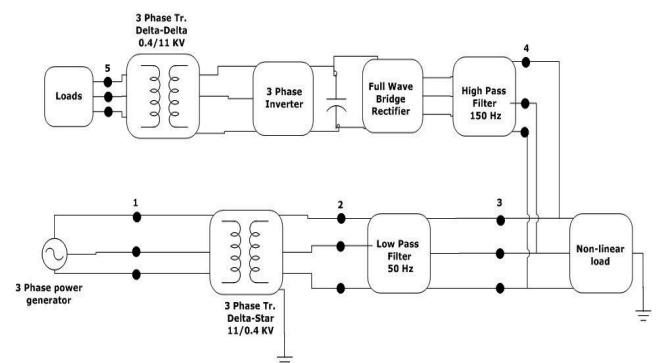 3 Phase Tr.
Delta-Delta
0.4/11 KV
4
5
Loads
3 Phase
Inverter
Full Wave
Bridge
Rectifier
High Pass
Filter
150 Hz
1
2
3
Low Pass
Filter
50 Hz
Non-linear
load
3 Phase power
generator
3 Phase Tr.
Delta-Star
11/0.4 KV